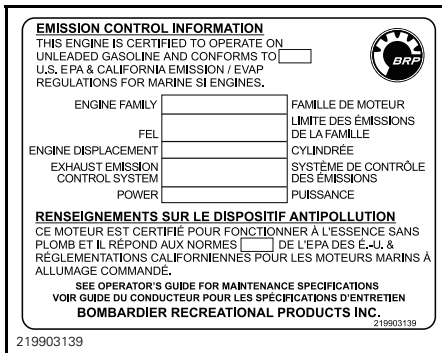 EMISSION CONTROL INFORMATION
THIS ENGINE IS CERTIFIED TO OPERATE ON
UNLEADED GASOLINE AND CONFORMS TO
U.S. EPA & CALIFORNIA EMISSION / EVAP
REGULATIONS FOR MARINE SI ENGINES.
BRP
ENGINE FAMILY FAMILLE DE MOTEUR
FEL LIMITE DES ÉMISSIONS
DE LA FAMILLE
ENGINE DISPLACEMENT CYLINDRÉE
EXHAUST EMISSION SYSTÈME DE CONTRÔLE
CONTROL SYSTEM DES ÉMISSIONS
POWER PUISSANCE
RENSEIGNEMENTS SUR LE DISPOSITIF ANTIPOLLUTION
CE MOTEUR EST CERTIFIÉ POUR FONCTIONNER À L'ESSENCE SANS
PLOMB ET IL RÉPOND AUX NORMES DE L'EPA DES É.-U. &
RÉGLEMENTATIONS CALIFORNIENNES POUR LES MOTEURS MARINS À
ALLUMAGE COMMANDÉ.
SEE OPERATOR'S GUIDE FOR MAINTENANCE SPECIFICATIONS
VOIR GUIDE DU CONDUCTEUR POUR LES SPÉCIFICATIONS D'ENTRETIEN
BOMBARDIER RECREATIONAL PRODUCTS INC.
219903139
219903139